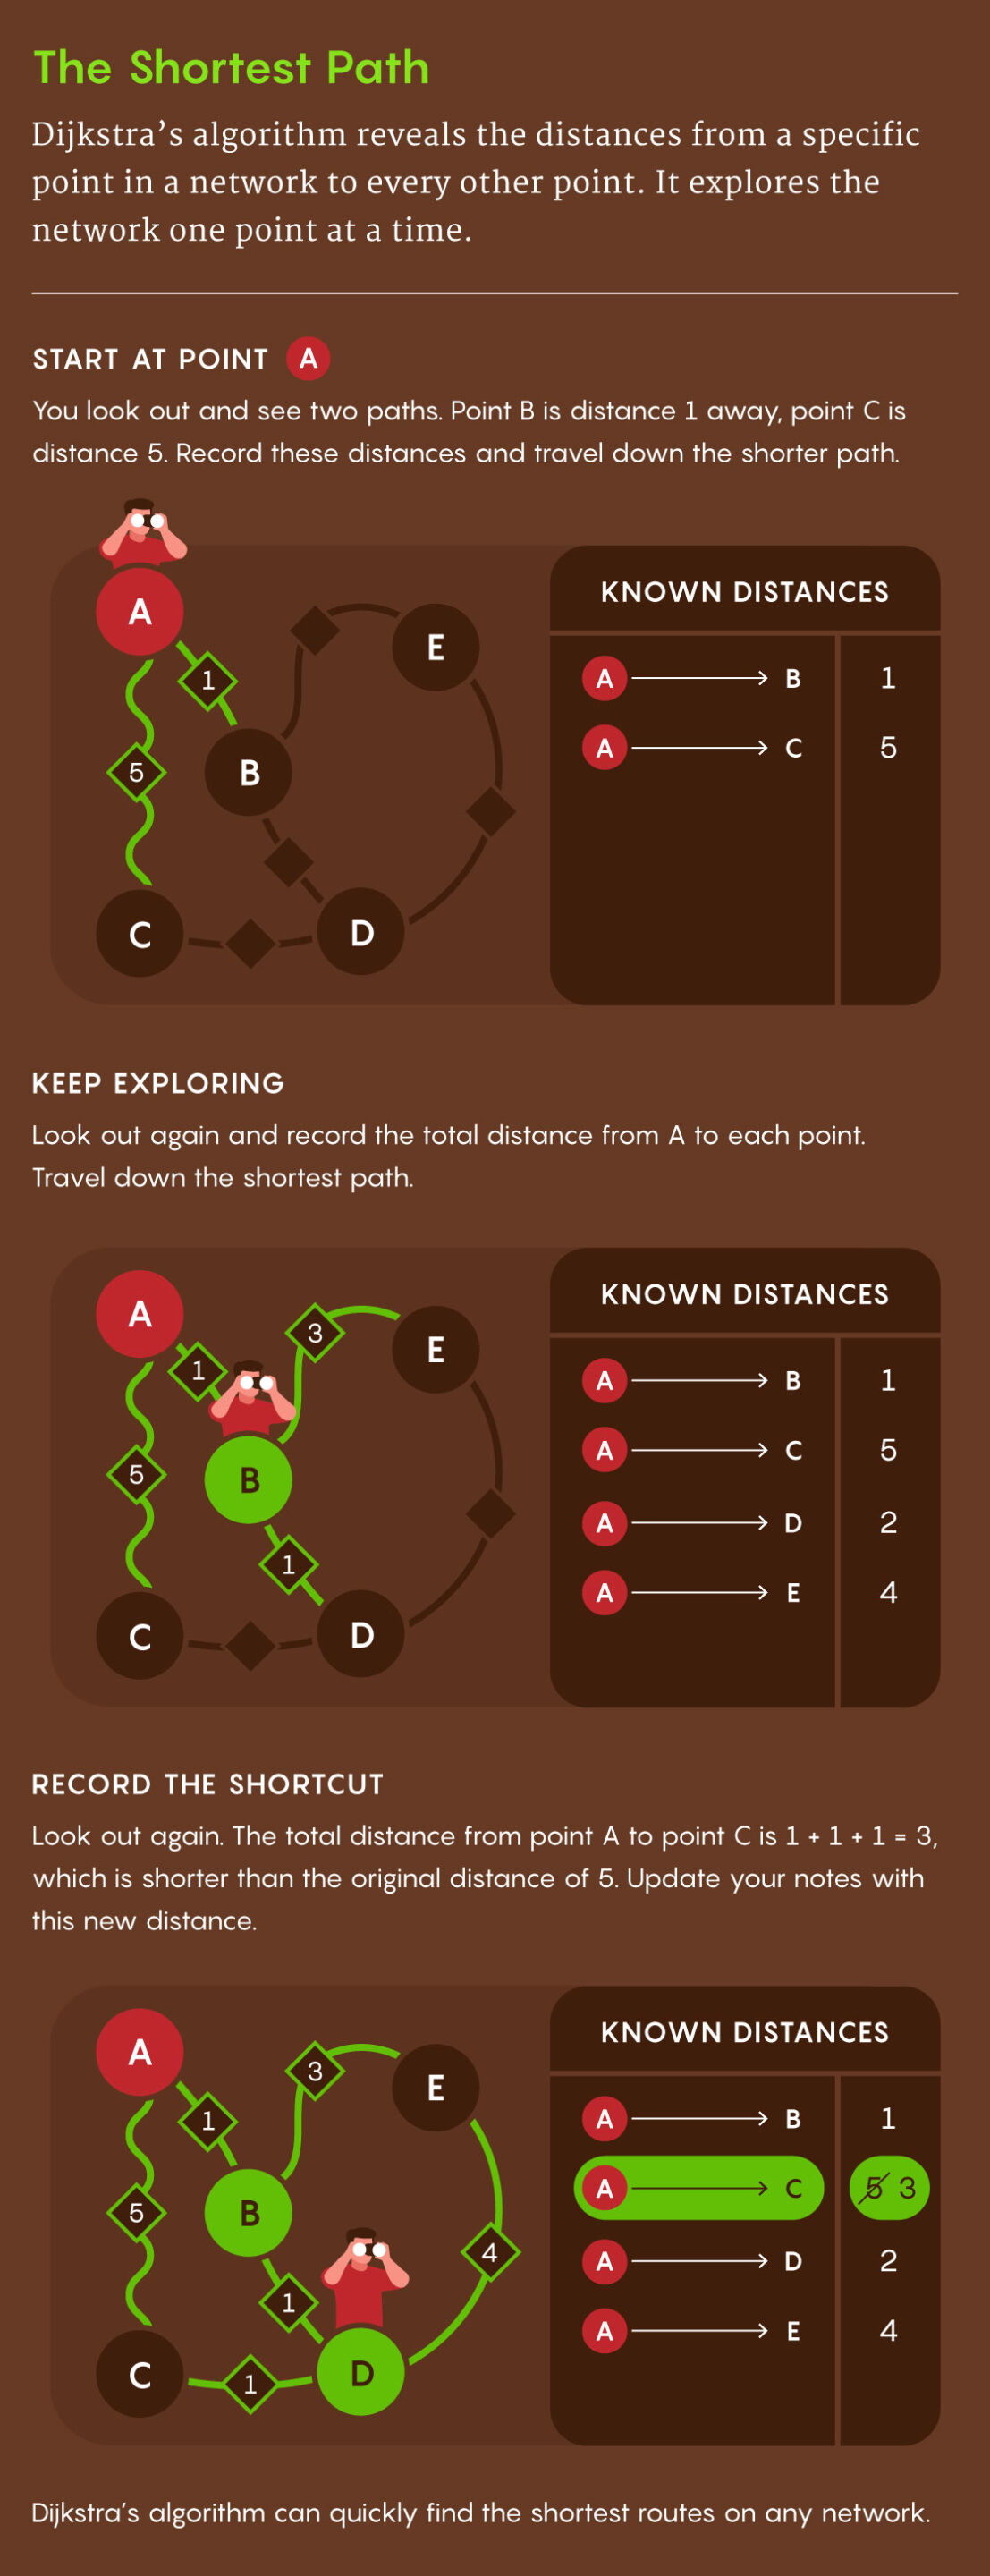 The Shortest Path
Dijkstra’s algorithm reveals the distances from a specific
point in a network to every other point. It explores the
network one point at a time.
START AT POINT A
You look out and see two paths. Point B is distance 1 away, point C is
distance 5. Record these distances and travel down the shorter path.
A
1
5
B
C
D
E
KNOWN DISTANCES
A → B 1
A → C 5
KEEP EXPLORING
Look out again and record the total distance from A to each point.
Travel down the shortest path.
A
1
3
E
5
B
1
C
D
KNOWN DISTANCES
A → B 1
A → C 5
A → D 2
A → E 4
RECORD THE SHORTCUT
Look out again. The total distance from point A to point C is 1 + 1 + 1 = 3,
which is shorter than the original distance of 5. Update your notes with
this new distance.
A
3
E
1
5
B
4
1
C
1
D
KNOWN DISTANCES
A → B 1
A → C 5 3
A → D 2
A → E 4
Dijkstra’s algorithm can quickly find the shortest routes on any network.